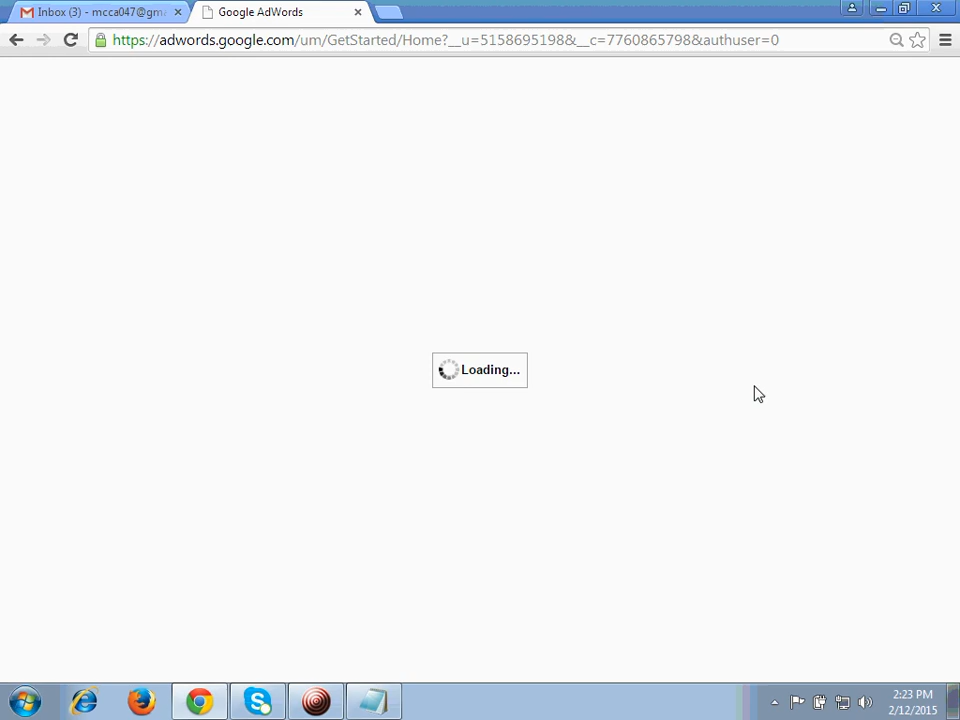 Inbox (3) - mcca047@gm
Google AdWords
https://adwords.google.com/um/GetStarted/Home?__u=5158695198&__c=7760865798&authuser=0
Loading...
2:23 PM
2/12/2015